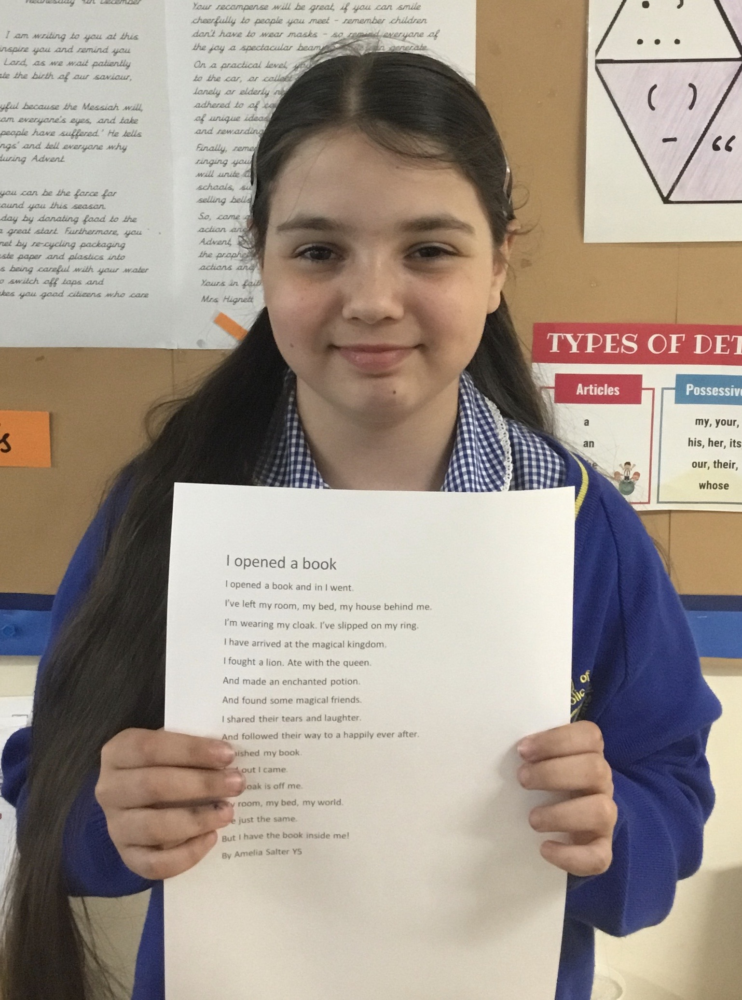 Wednesday 9th December
I am writing to you at this
inspire you and remind you
Lord, as we wait patiently
the birth of our saviour,
because the Messiah will,
everyone's eyes, and take
people have suffered.' He tells
and tell everyone why
during Advent.
you can be the force for
around you this season.
day by donating food to the
a great start. Furthermore, you
by re-cycling packaging
paper and plastics into
being careful with your water
switch off taps and
you good citizens who care
Your recompense will be great, if you can smile
cheerfully to people you meet – remember children
don't have to wear masks – so remind everyone of
the joy a spectacular generate
On a practical level,
to the car, or collect
lonely or elderly
adhered to of
of unique ideas
and rewarding
Finally,
ringing
will unite
schools,
selling bells
So, come
action and
Advent,
the
actions and
Yours in
Mrs Hignett
. ,
...
( )
- “
TYPES OF
Articles
a
an
my, your,
his, her, its
our, their,
whose
I opened a book
I opened a book and in I went.
I've left my room, my bed, my house behind me.
I'm wearing my cloak. I've slipped on my ring.
I have arrived at the magical kingdom.
I fought a lion. Ate with the queen.
And made an enchanted potion.
And found some magical friends.
I shared their tears and laughter.
And followed their way to a happily ever after.
my book.
out I came.
is off me.
room, my bed, my world.
just the same.
But I have the book inside me!
By Amelia Salter Y5
of